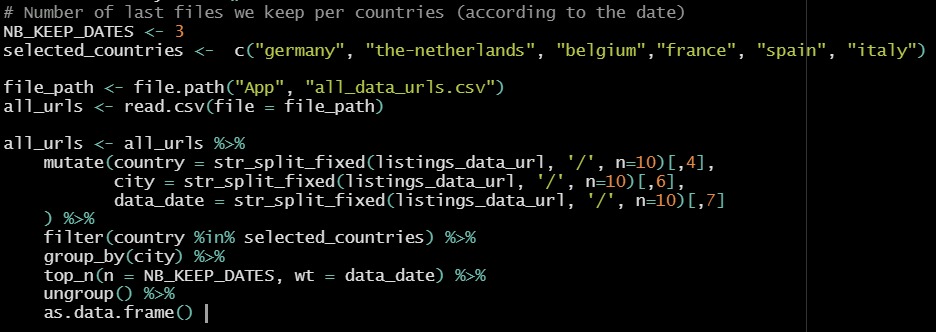 # Number of last files we keep per countries (according to the date)
NB_KEEP_DATES <- 3
selected_countries <-  c("germany", "the-netherlands", "belgium","france", "spain", "italy")

file_path <- file.path("App", "all_data_urls.csv")
all_urls <- read.csv(file = file_path)

all_urls <- all_urls %>%
    mutate(country = str_split_fixed(listings_data_url, '/', n=10)[,4],
           city = str_split_fixed(listings_data_url, '/', n=10)[,6],
           data_date = str_split_fixed(listings_data_url, '/', n=10)[,7]
    ) %>%
    filter(country %in% selected_countries) %>%
    group_by(city) %>%
    top_n(n = NB_KEEP_DATES, wt = data_date) %>%
    ungroup() %>%
    as.data.frame()